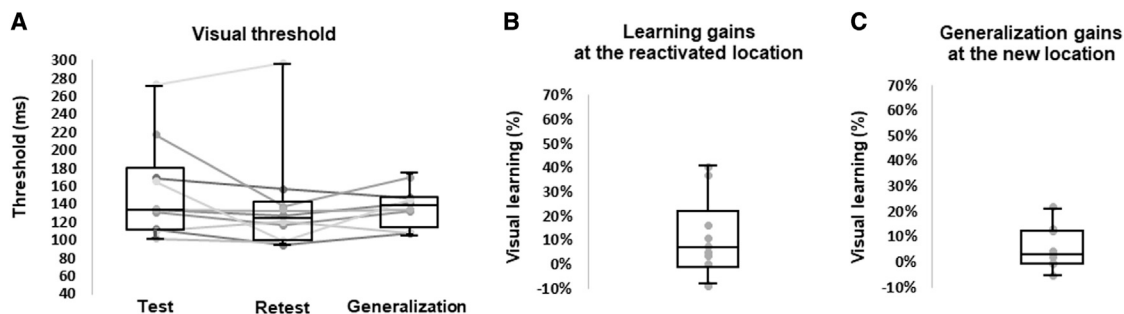 A
Visual threshold
Threshold (ms)
300
280
260
240
220
200
180
160
140
120
100
80
60
40
Test
Retest
Generalization
B
Learning gains
at the reactivated location
Visual learning (%)
70%
60%
50%
40%
30%
20%
10%
0%
-10%
C
Generalization gains
at the new location
Visual learning (%)
70%
60%
50%
40%
30%
20%
10%
0%
-10%